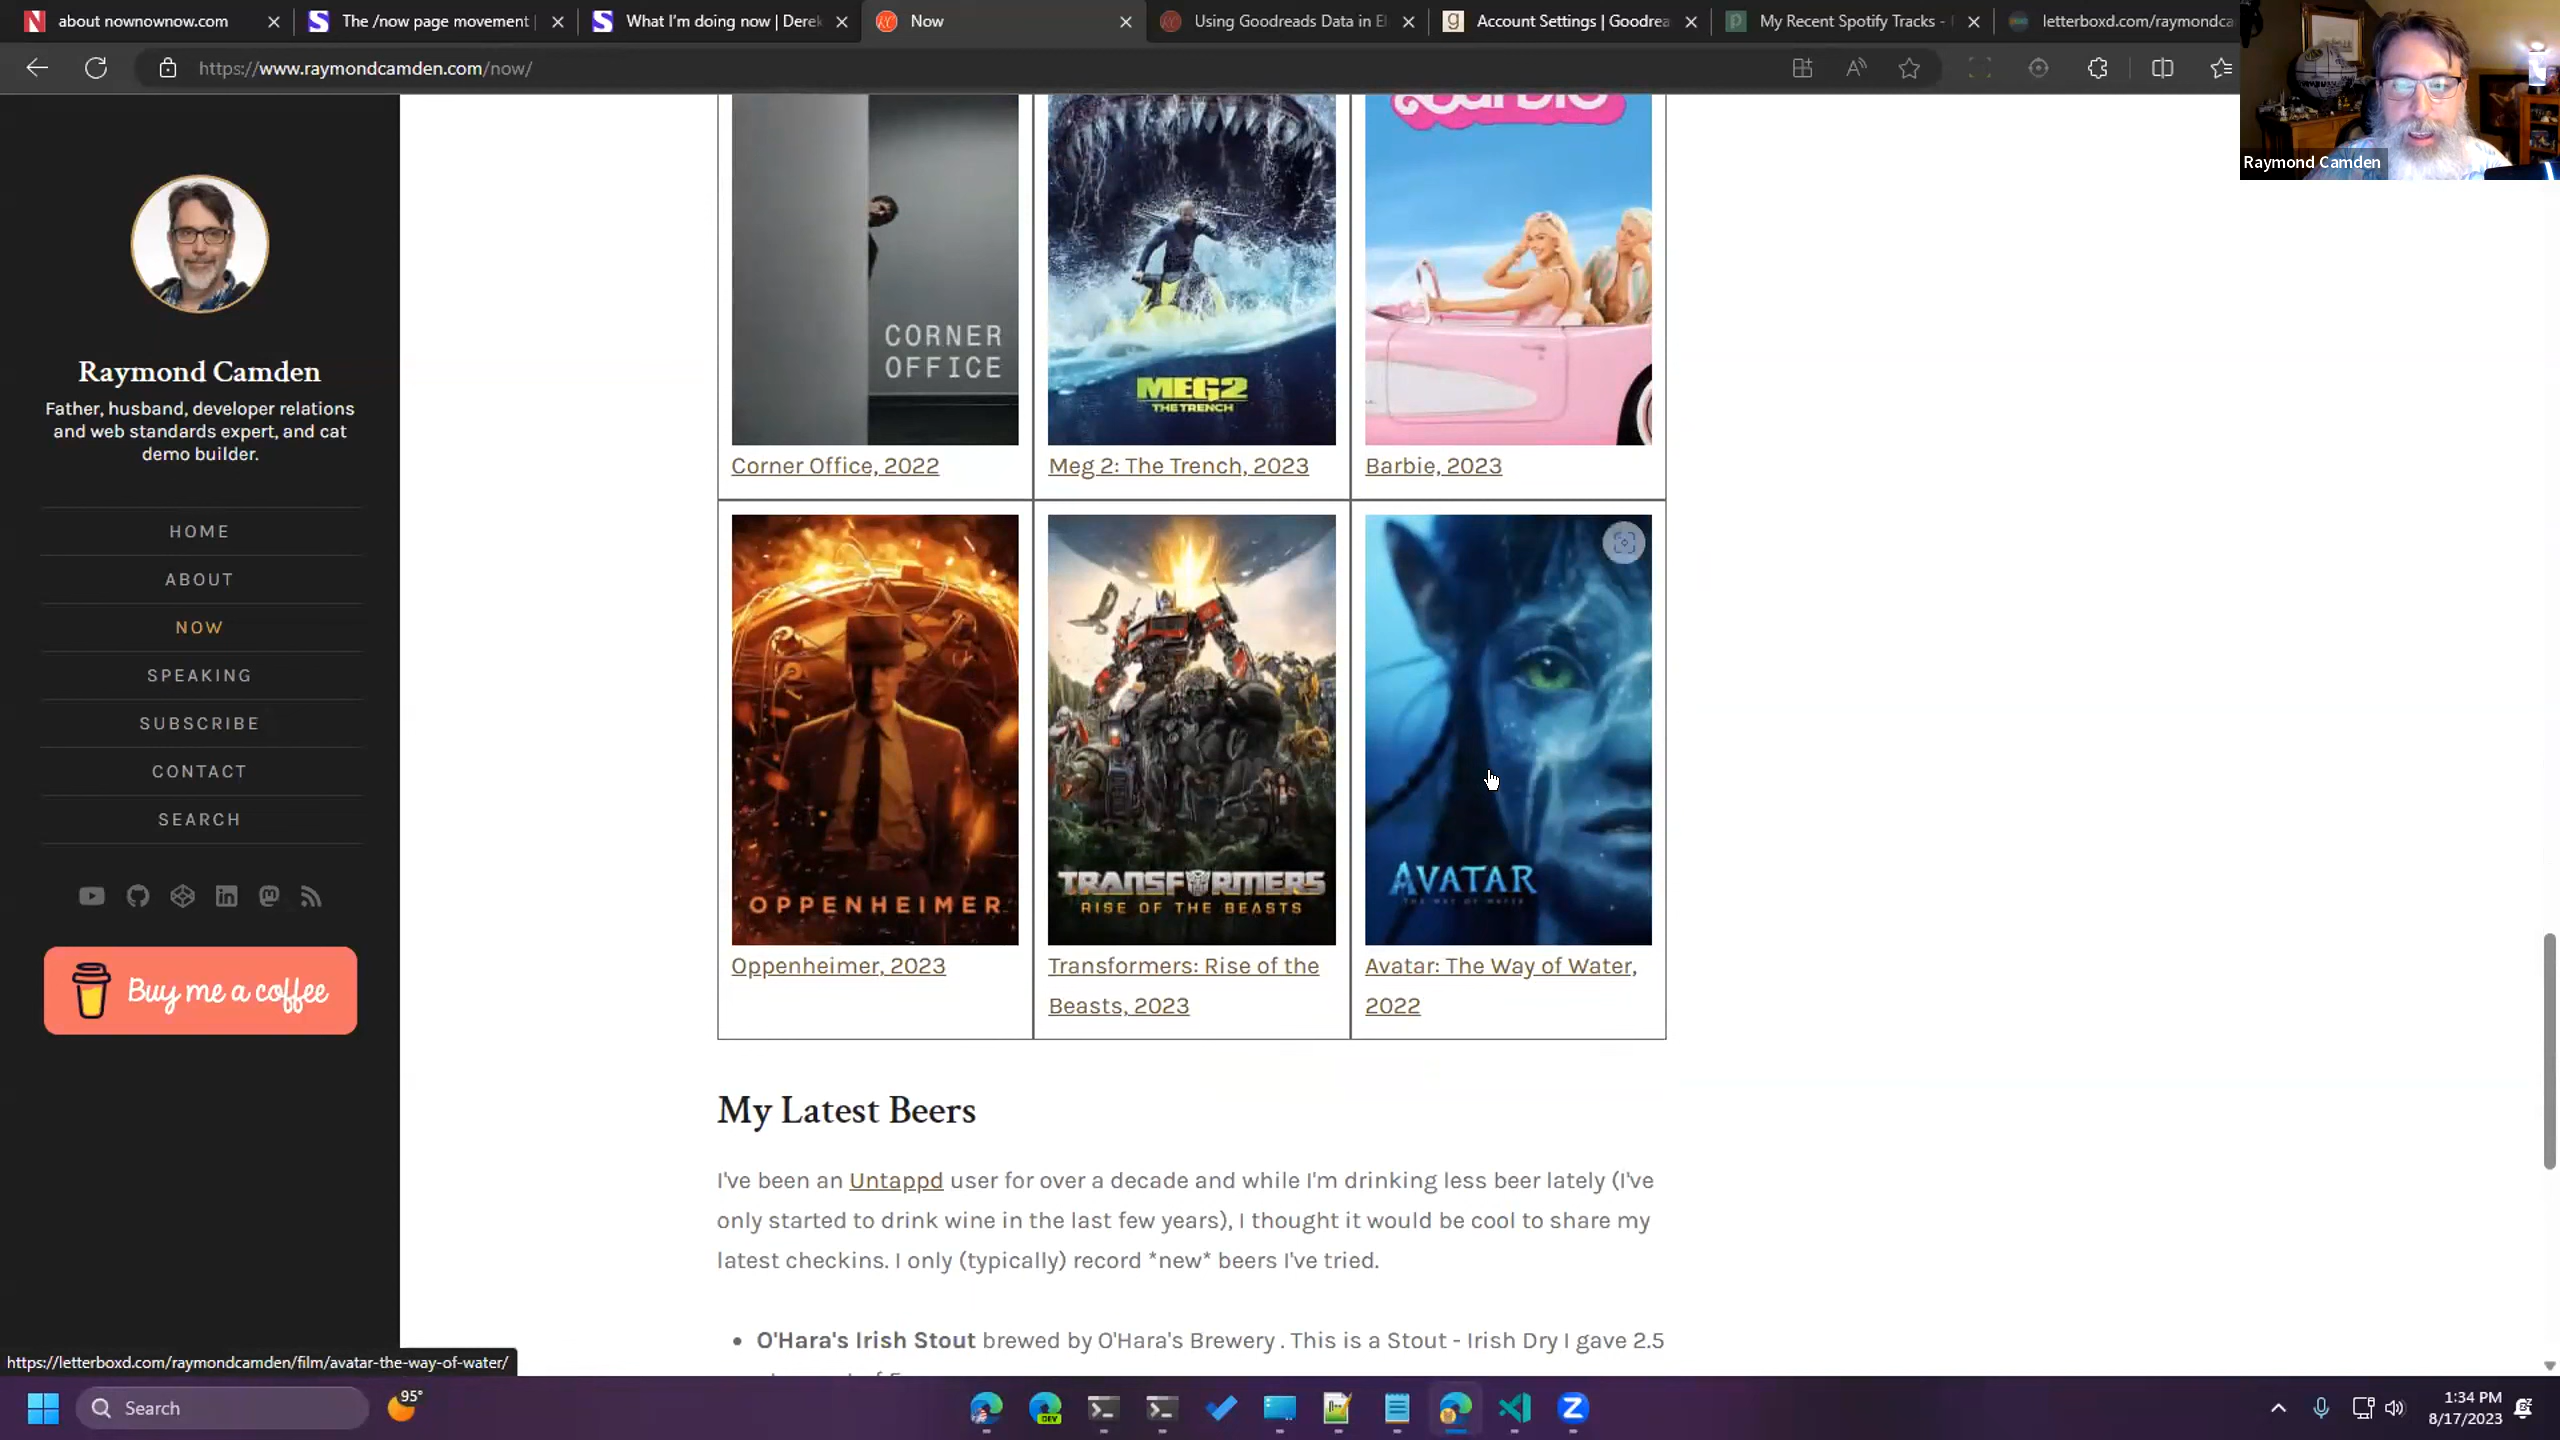 about nownownow.com
The /now page movement
What I'm doing now | Derek
Now
Using Goodreads Data in El
Account Settings | Goodrea
My Recent Spotify Tracks -
letterboxd.com/raymondca
https://www.raymondcamden.com/now/
Raymond Camden
Barbie
CORNER
OFFICE
MEG2
THE TRENCH
Corner Office, 2022
Meg 2: The Trench, 2023
Barbie, 2023
Raymond Camden
Father, husband, developer relations
and web standards expert, and cat
demo builder.
HOME
ABOUT
NOW
SPEAKING
SUBSCRIBE
CONTACT
SEARCH
Buy me a coffee
OPPENHEIMER
TRANSFORMERS
RISE OF THE BEASTS
AVATAR
THE WAY OF WATER
Oppenheimer, 2023
Transformers: Rise of the
Beasts, 2023
Avatar: The Way of Water,
2022
My Latest Beers
I've been an Untappd user for over a decade and while I'm drinking less beer lately (I've
only started to drink wine in the last few years), I thought it would be cool to share my
latest checkins. I only (typically) record *new* beers I've tried.
• O'Hara's Irish Stout brewed by O'Hara's Brewery . This is a Stout - Irish Dry I gave 2.5
https://letterboxd.com/raymondcamden/film/avatar-the-way-of-water/
Search
95°
DEV
1:34 PM
8/17/2023